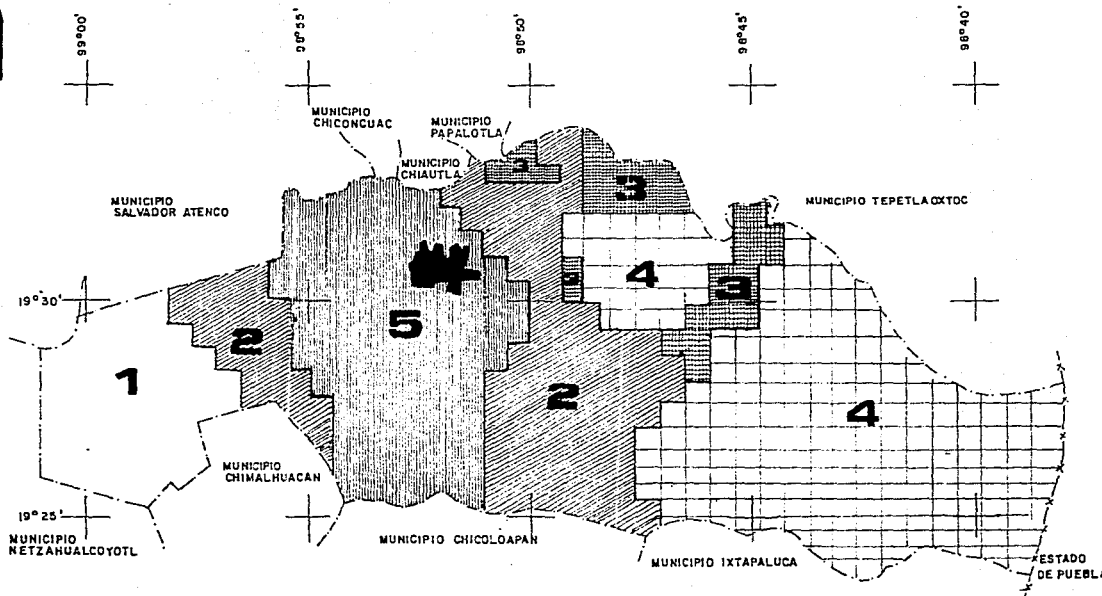 99°00'
98°55'
98°50'
98°45'
98°40'
MUNICIPIO
CHICONCUAC
MUNICIPIO
PAPALOTLA
MUNICIPIO
CHIAUTLA
MUNICIPIO
SALVADOR ATENCO
MUNICIPIO TEPETLAOXTOC
3
3
3
4
3
19°30'
1
2
5
2
4
MUNICIPIO
CHIMALHUACAN
19°25'
MUNICIPIO
NETZAHUALCOYOTL
MUNICIPIO CHICOLOAPAN
MUNICIPIO IXTAPALUCA
ESTADO
DE PUEBLA